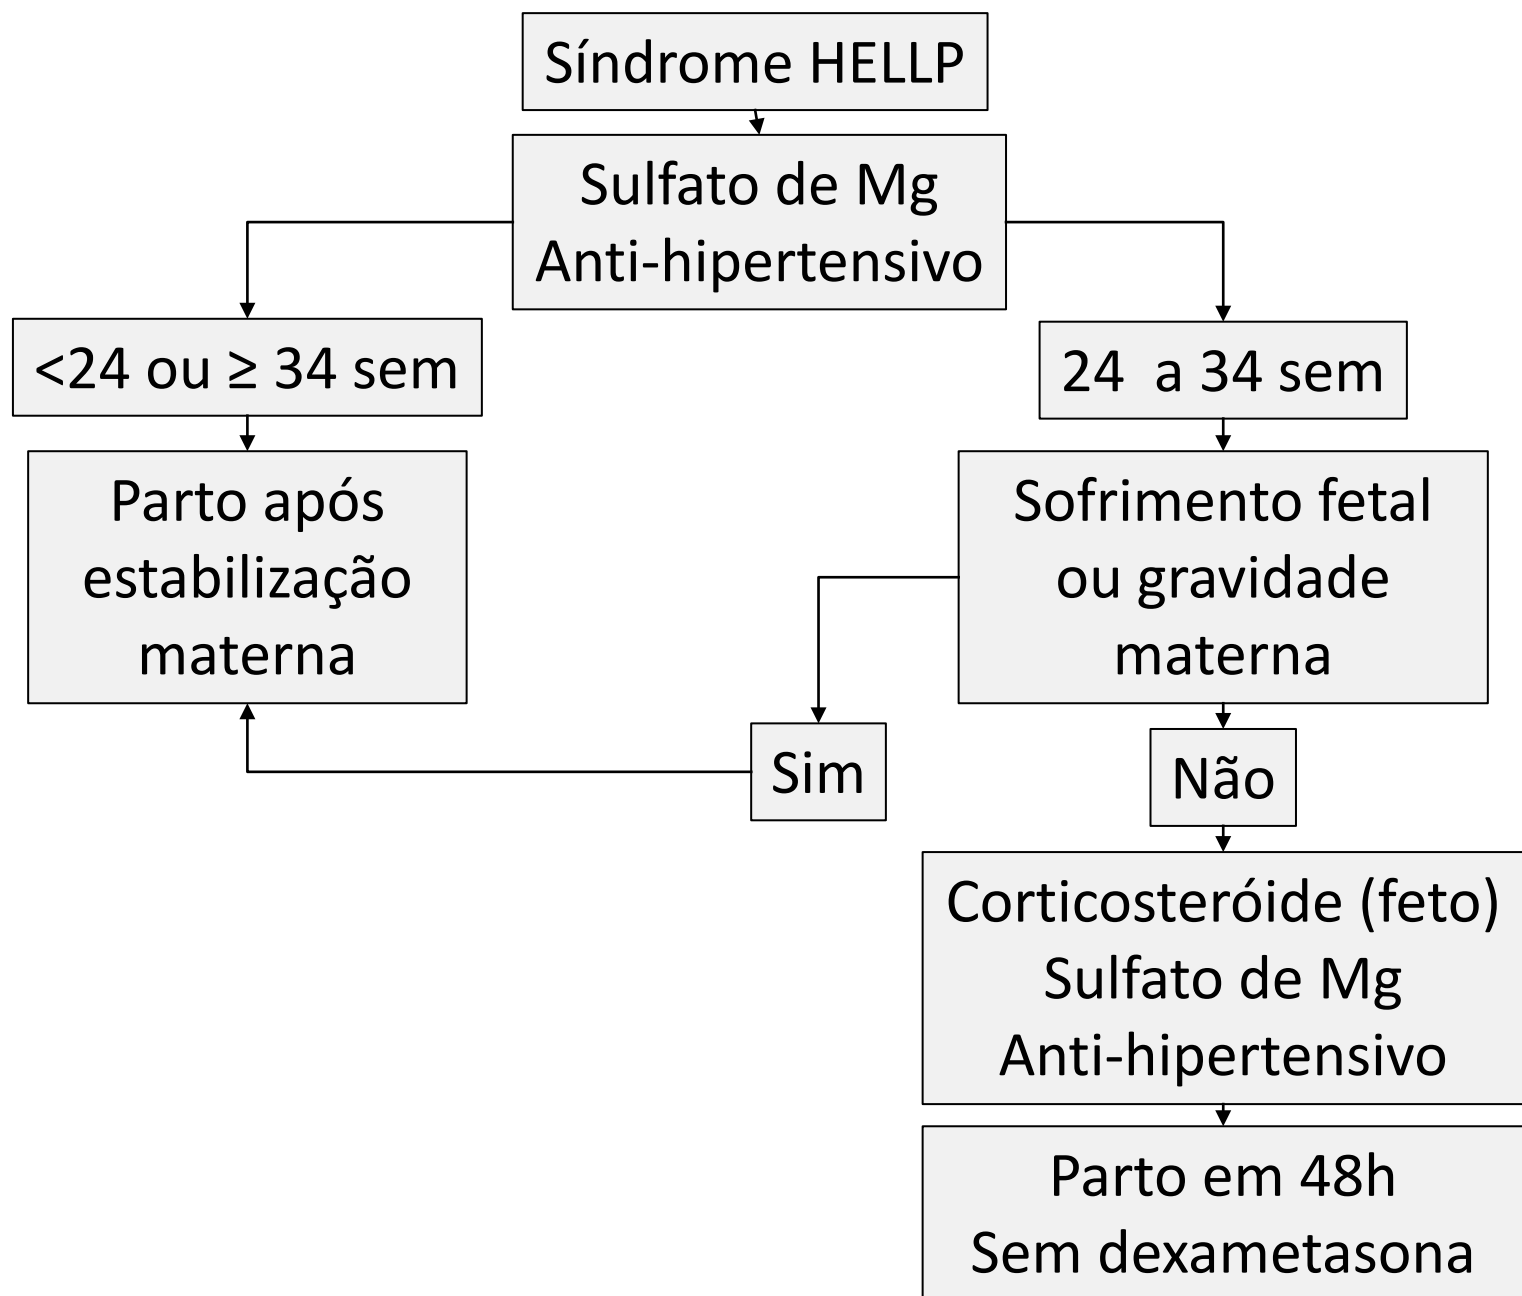 Síndrome HELLP
Sulfato de Mg
Anti-hipertensivo
<24 ou ≥ 34 sem
24 a 34 sem
Parto após
estabilização
materna
Sofrimento fetal
ou gravidade
materna
Sim
Não
Corticosteróide (feto)
Sulfato de Mg
Anti-hipertensivo
Parto em 48h
Sem dexametasona